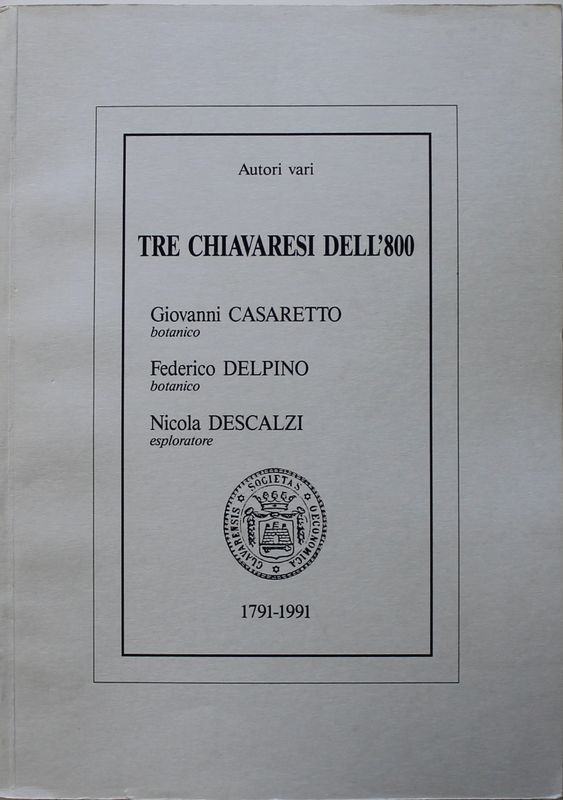 Autori vari
TRE CHIAVARESI DELL'800
Giovanni CASARETTO
botanico
Federico DELPINO
botanico
Nicola DESCALZI
esploratore
SOCIETAS OECONOMICA CLAVARENSIS
1791-1991